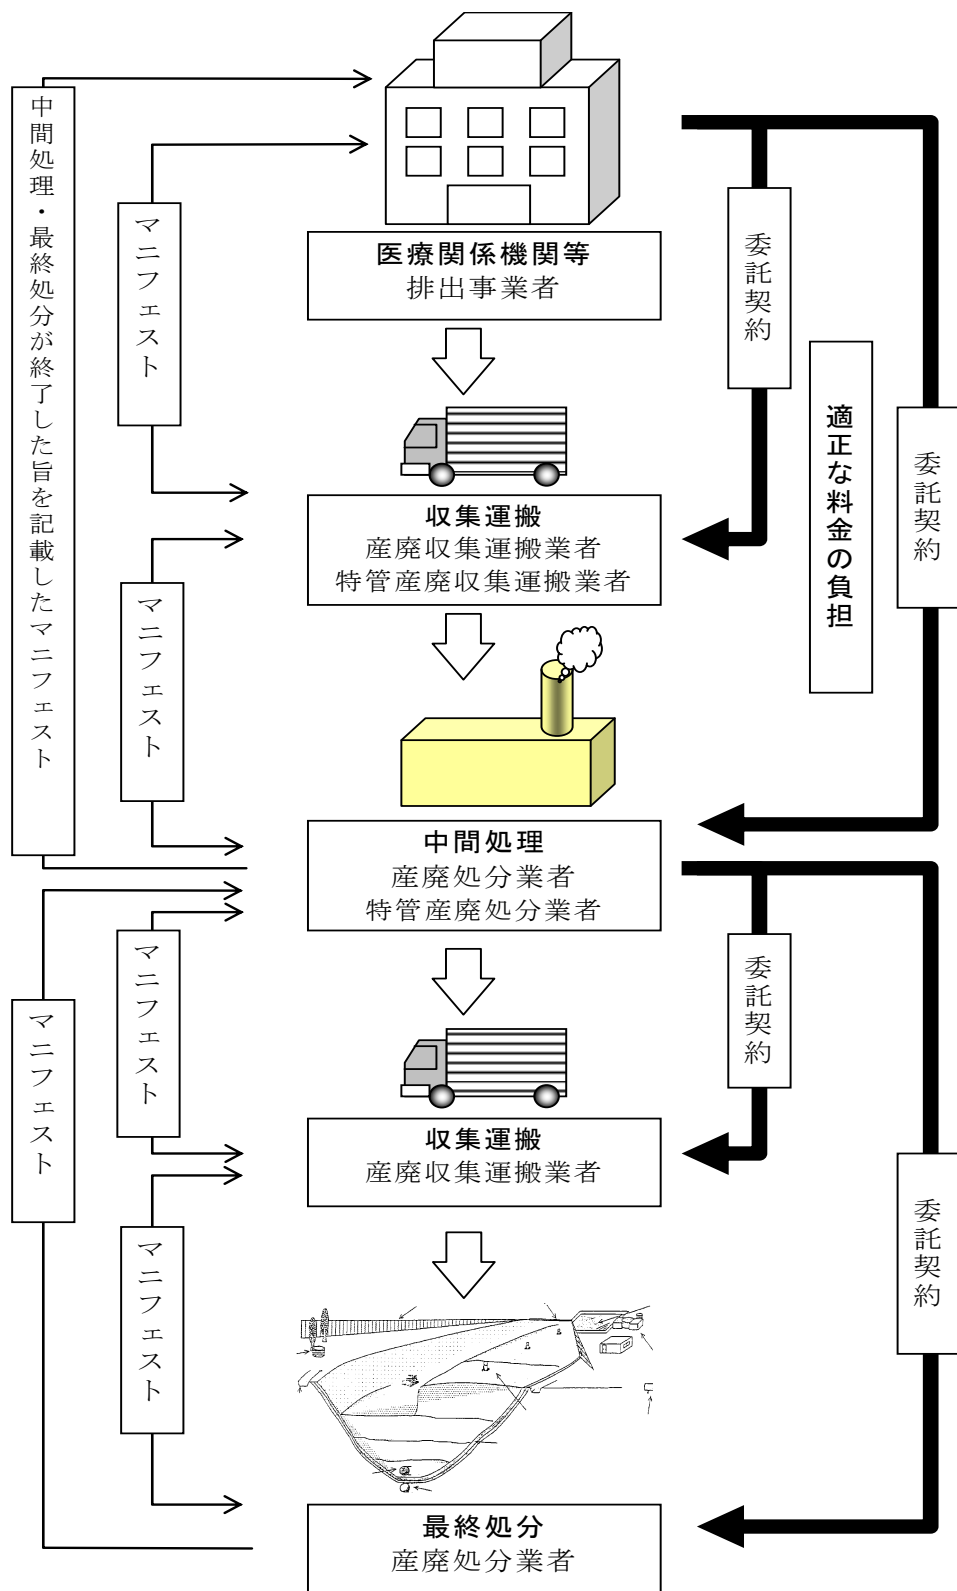 中間処理・最終処分が終了した旨を記載したマニフェスト
マニフェスト
医療関係機関等
排出事業者
委託契約
適正な料金の負担
委託契約
収集運搬
産廃収集運搬業者
特管産廃収集運搬業者
マニフェスト
中間処理
産廃処分業者
特管産廃処分業者
マニフェスト
マニフェスト
委託契約
収集運搬
産廃収集運搬業者
委託契約
マニフェスト
最終処分
産廃処分業者